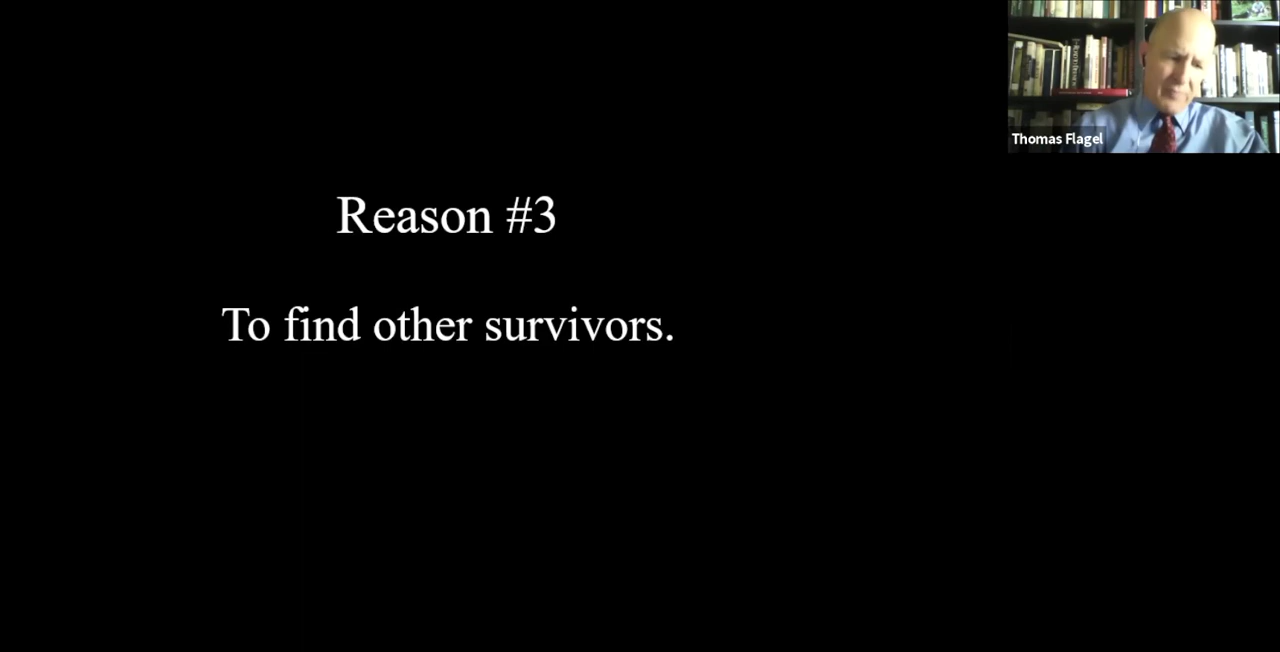 Thomas Flagel
Reason #3
To find other survivors.